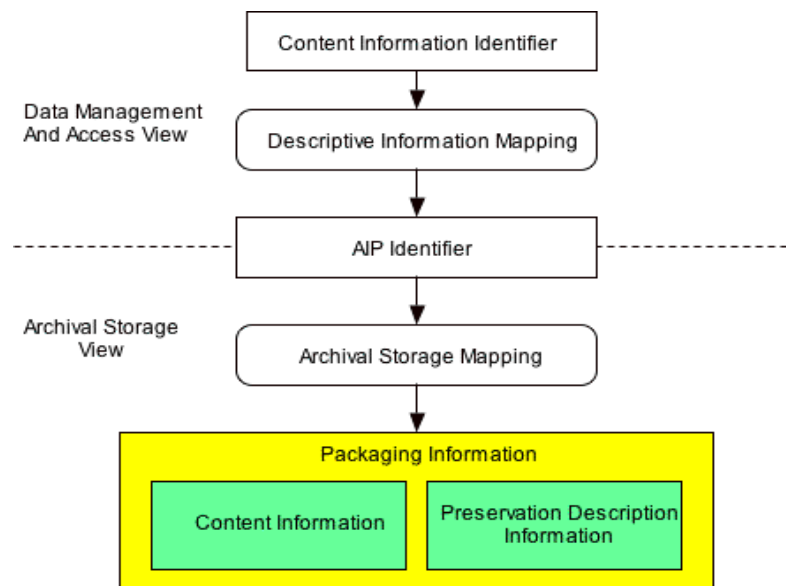 Content Information Identifier
Data Management
And Access View
Descriptive Information Mapping
AIP Identifier
Archival Storage
View
Archival Storage Mapping
Packaging Information
Content Information
Preservation Description
Information